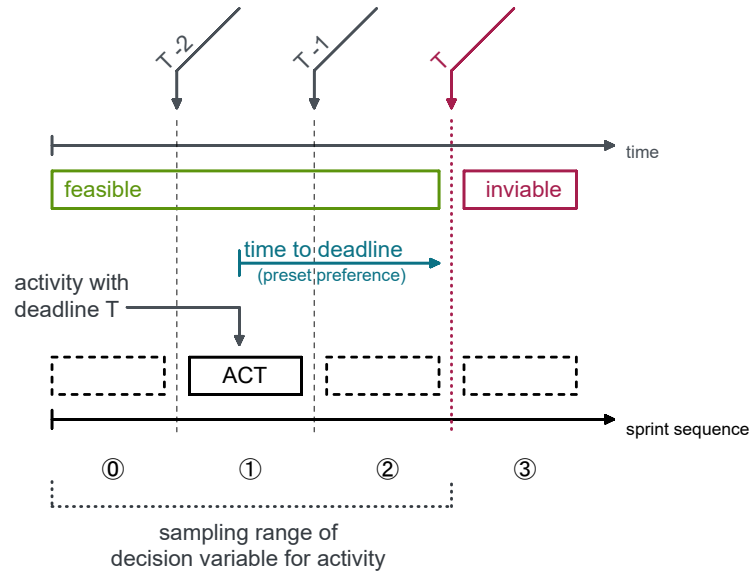 T-2
T-1
T
time
feasible
inviable
time to deadline
(preset preference)
activity with
deadline T
ACT
sprint sequence
⓪
①
②
③
sampling range of
decision variable for activity